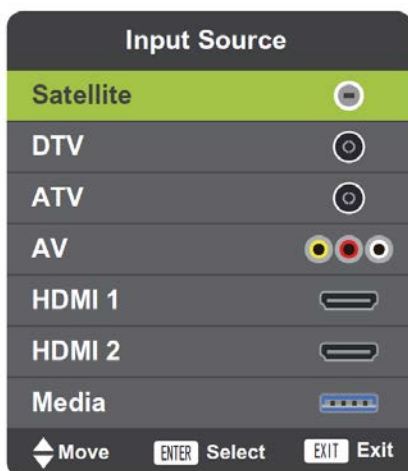 Input Source
Satellite
DTV
ATV
AV
HDMI 1
HDMI 2
Media
Move ENTER Select EXIT Exit